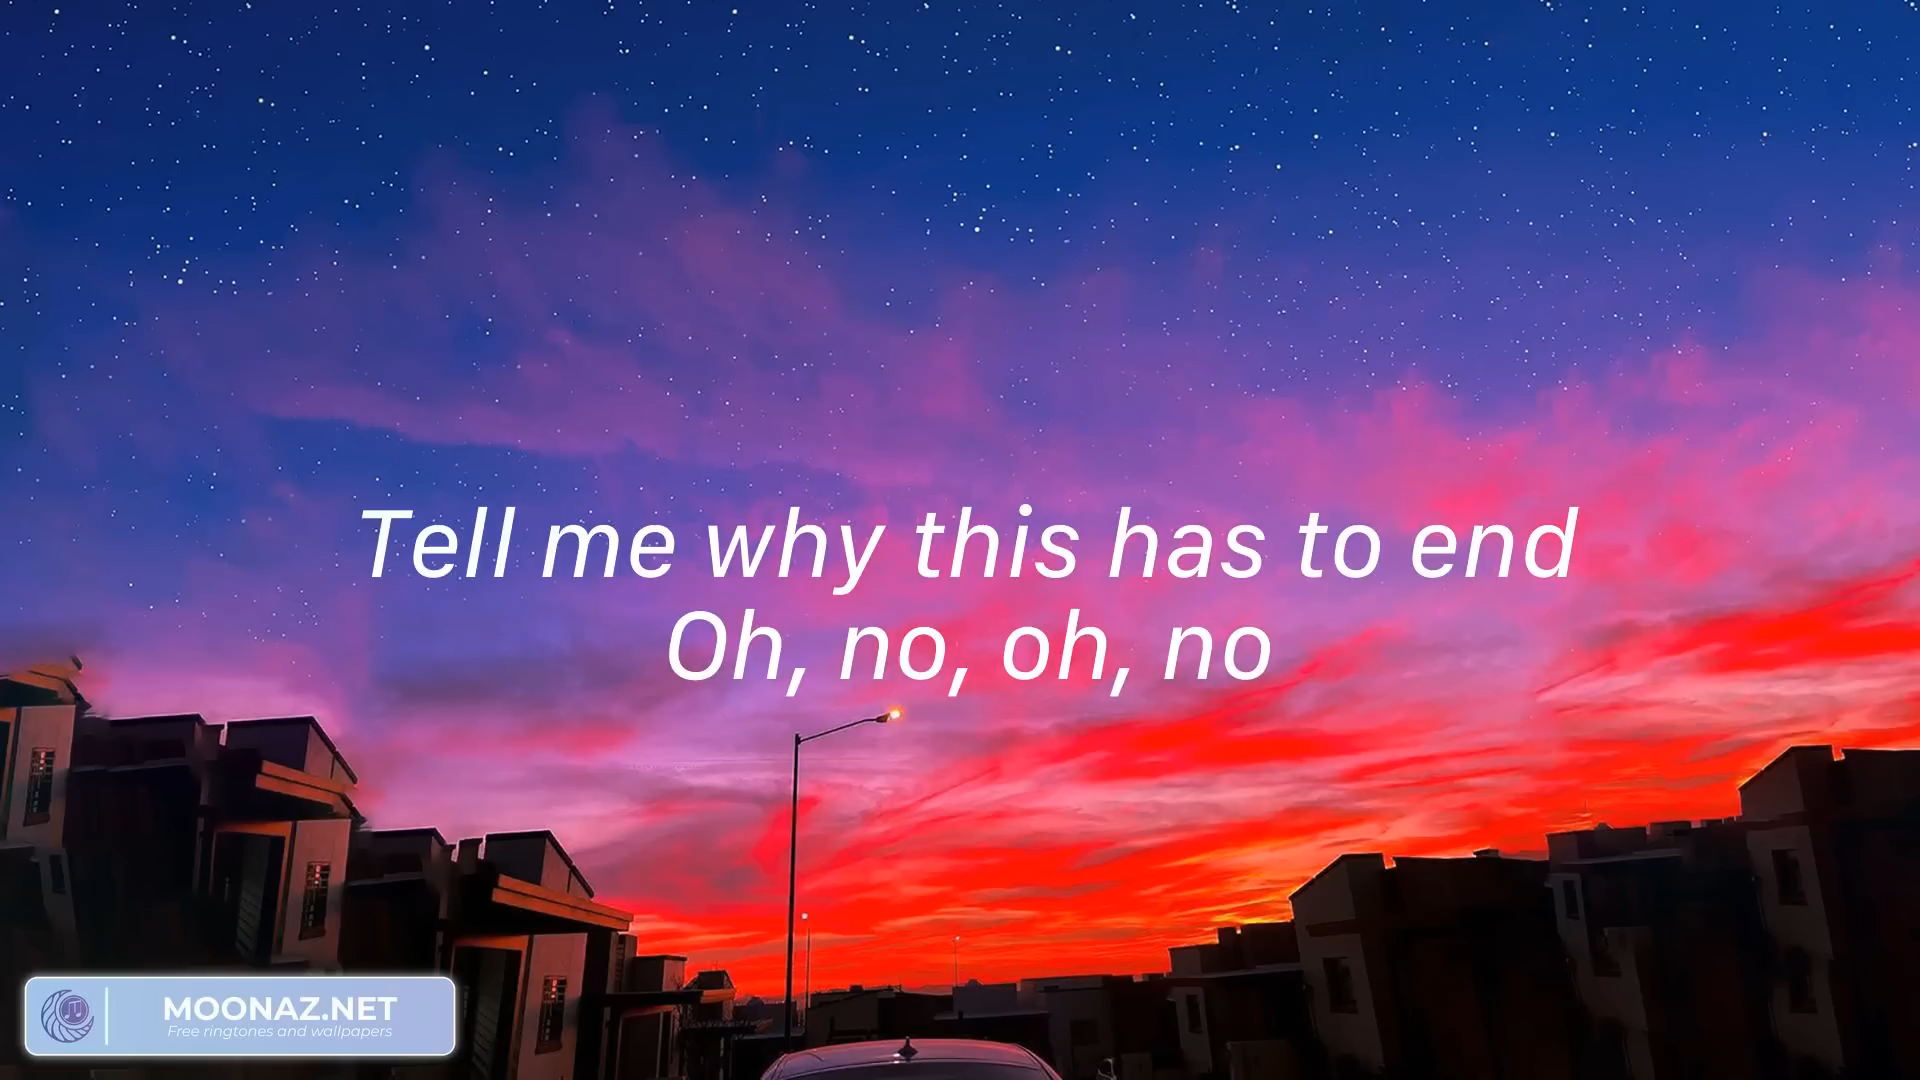 Tell me why this has to end
Oh, no, oh, no
MOONAZ.NET
Free ringtones and wallpapers